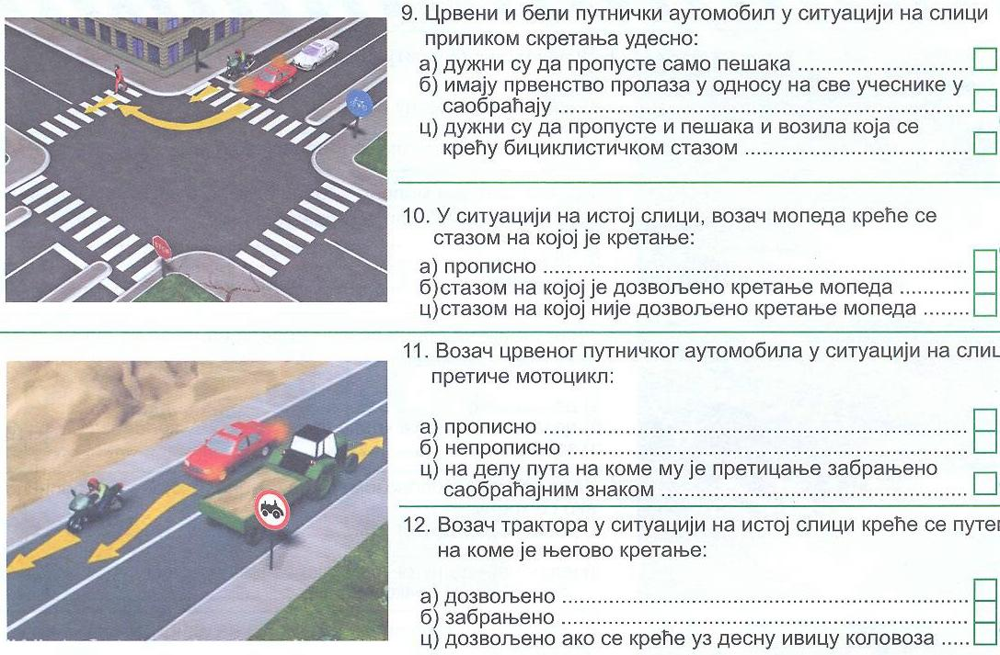 9. Црвени и бели путнички аутомобил у ситуацији на слици
приликом скретања удесно:
а) дужни су да пропусте само пешака
б) имају првенство пролаза у односу на све учеснике у
саобраћају
ц) дужни су да пропусте и пешака и возила која се
крећу бициклистичком стазом
10. У ситуацији на истој слици, возач мопеда креће се
стазом на којој је кретање:
а) прописно
б)стазом на којој је дозвољено кретање мопеда
ц)стазом на којој није дозвољено кретање мопеда
STOP
11. Возач црвеног путничког аутомобила у ситуацији на слиц
претиче мотоцикл:
а) прописно
б) непрописно
ц) на делу пута на коме му је претицање забрањено
саобраћајним знаком
12. Возач трактора у ситуацији на истој слици креће се путе
на коме је његово кретање:
а) дозвољено
б) забрањено
ц) дозвољено ако се креће уз десну ивицу коловоза